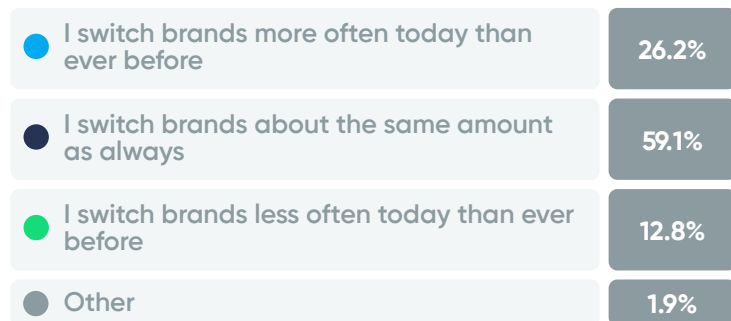 I switch brands more often today than
ever before
26.2%
I switch brands about the same amount
as always
59.1%
I switch brands less often today than ever
before
12.8%
Other
1.9%